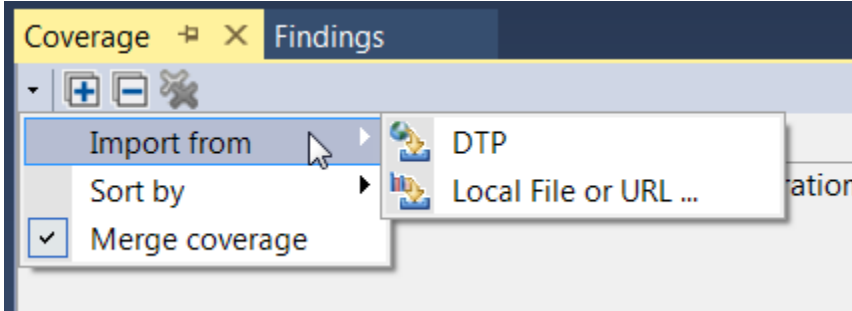 Coverage Findings
Import from DTP
Sort by Local File or URL ...
Merge coverage